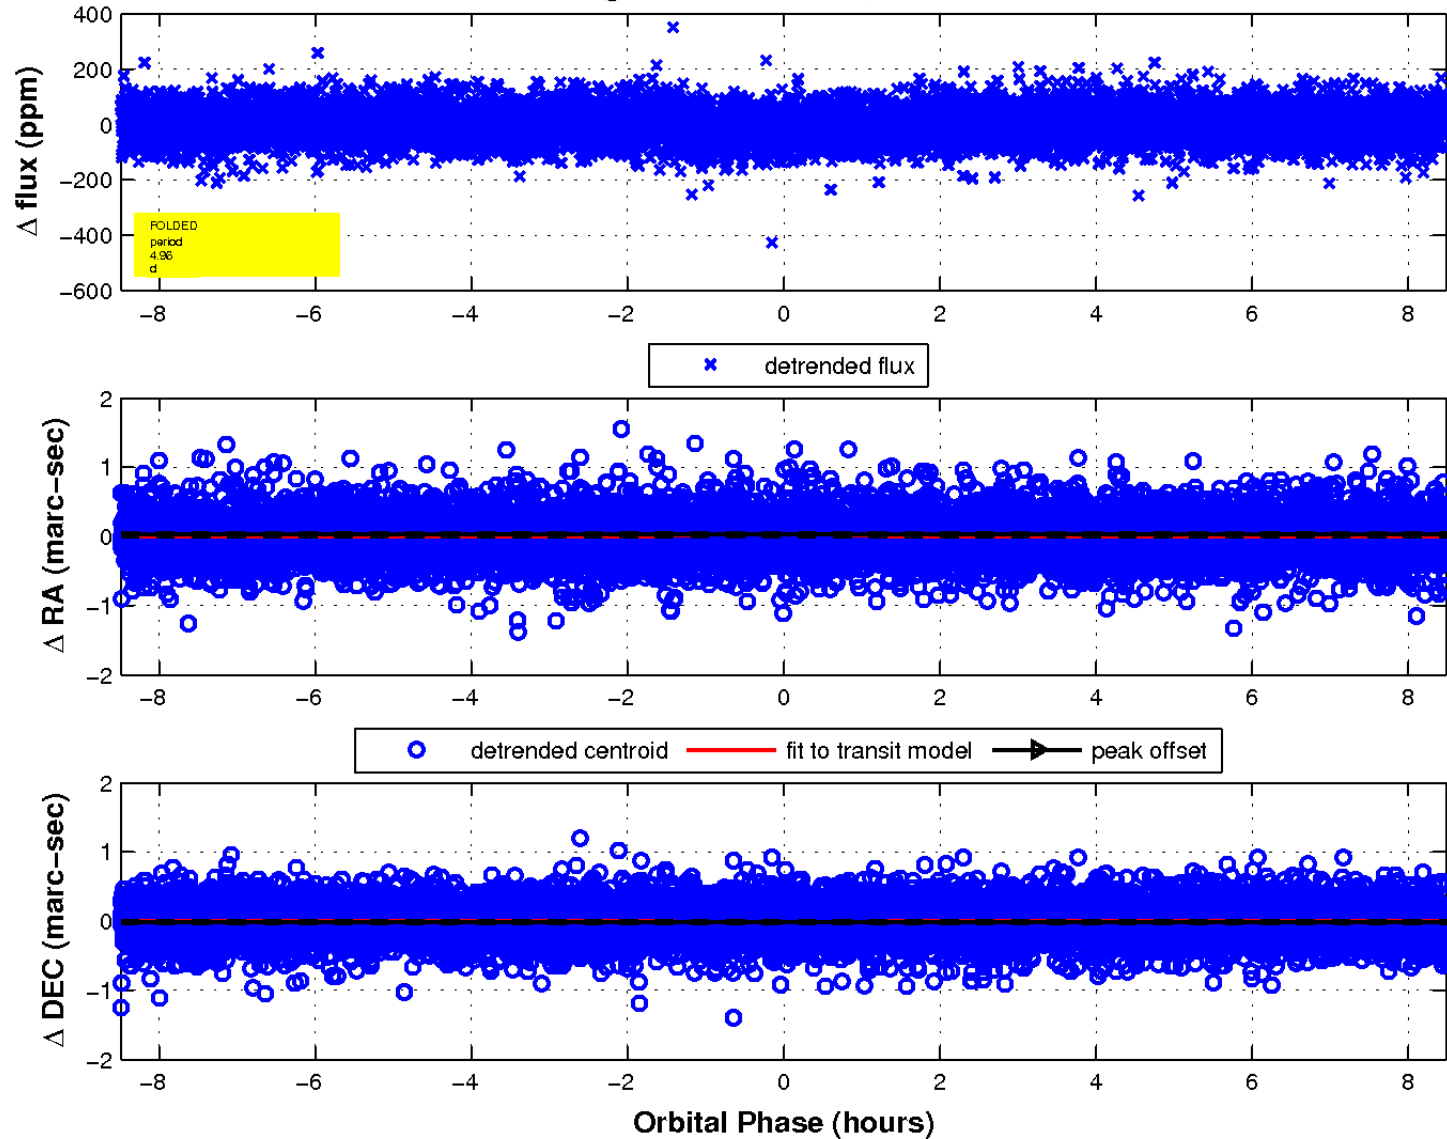 400
200
0
−200
−400
−600
Δ flux (ppm)
FOLDED
period
4.96
d
−8 −6 −4 −2 0 2 4 6 8
detrended flux
2
1
0
−1
−2
Δ RA (marc−sec)
−8 −6 −4 −2 0 2 4 6 8
detrended centroid fit to transit model peak offset
2
1
0
−1
−2
Δ DEC (marc−sec)
−8 −6 −4 −2 0 2 4 6 8
Orbital Phase (hours)